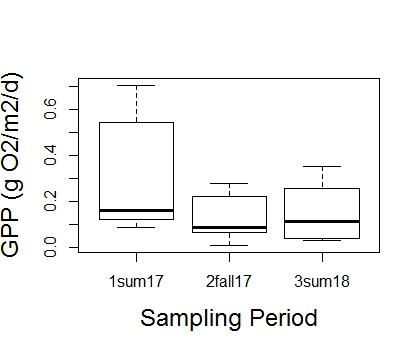 GPP (g O2/m2/d)
0.6
0.4
0.2
0.0
1sum17 2fall17 3sum18
Sampling Period